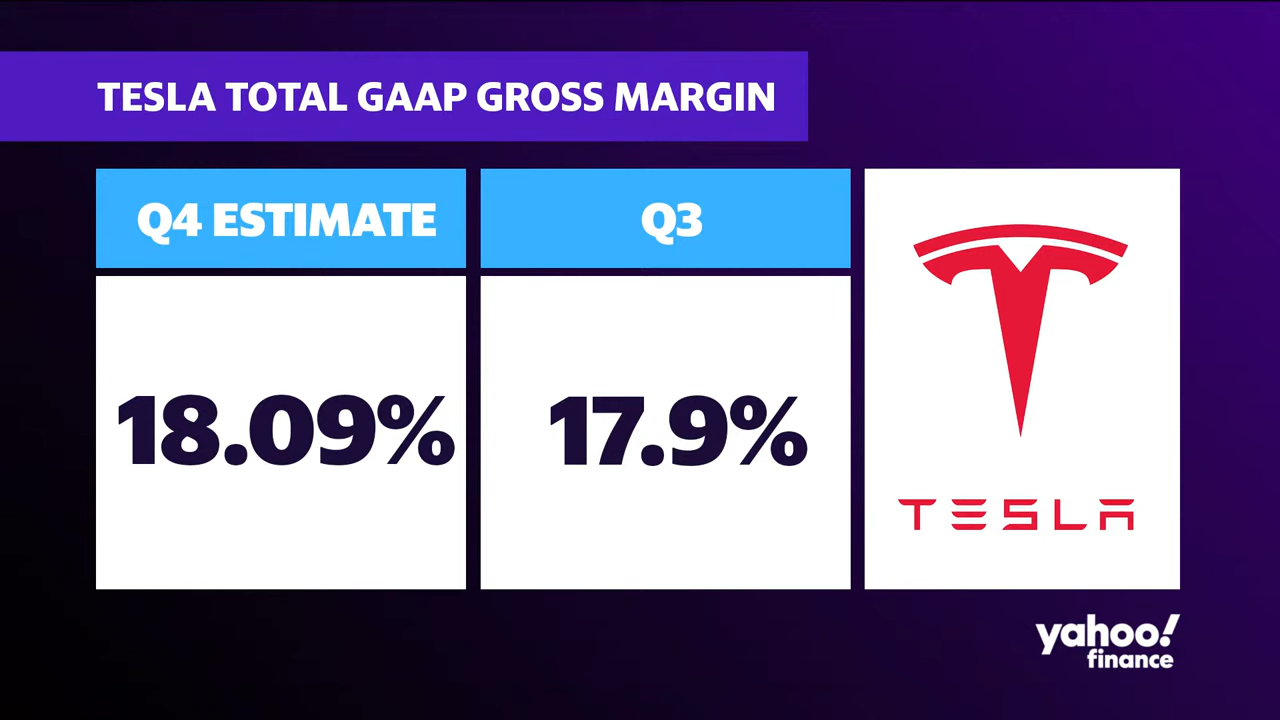 TESLA TOTAL GAAP GROSS MARGIN
Q4 ESTIMATE
Q3
18.09%
17.9%
TESLA
yahoo!
finance